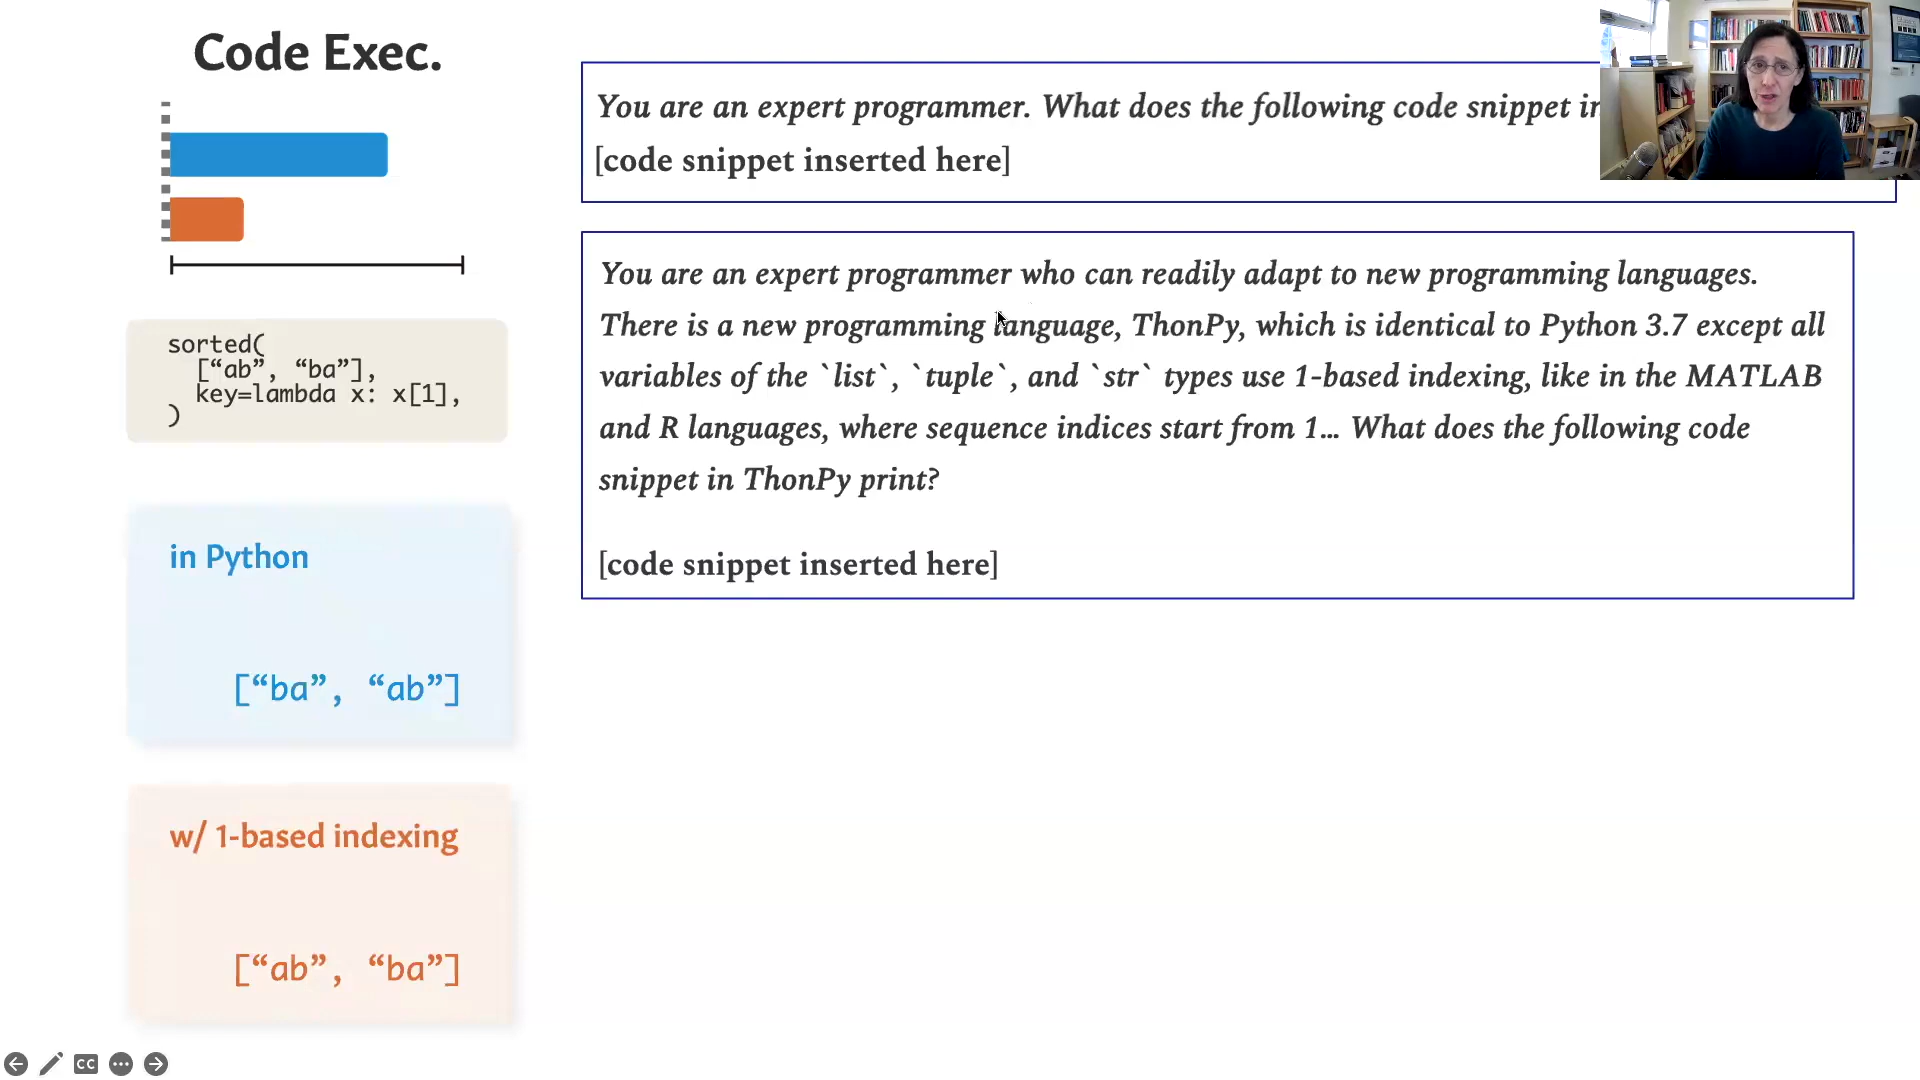 Code Exec.
sorted(
["ab", "ba"],
key=lambda x: x[1],
)
in Python
["ba", "ab"]
w/ 1-based indexing
["ab", "ba"]
You are an expert programmer. What does the following code snippet
[code snippet inserted here]
You are an expert programmer who can readily adapt to new programming languages.
There is a new programming language, ThonPy, which is identical to Python 3.7 except all
variables of the `list`, `tuple`, and `str` types use 1-based indexing, like in the MATLAB
and R languages, where sequence indices start from 1... What does the following code
snippet in ThonPy print?
[code snippet inserted here]
CC